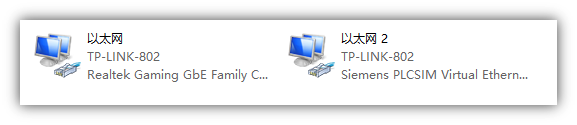 以太网
TP-LINK-802
Realtek Gaming GbE Family C...
以太网 2
TP-LINK-802
Siemens PLCSIM Virtual Ethern...